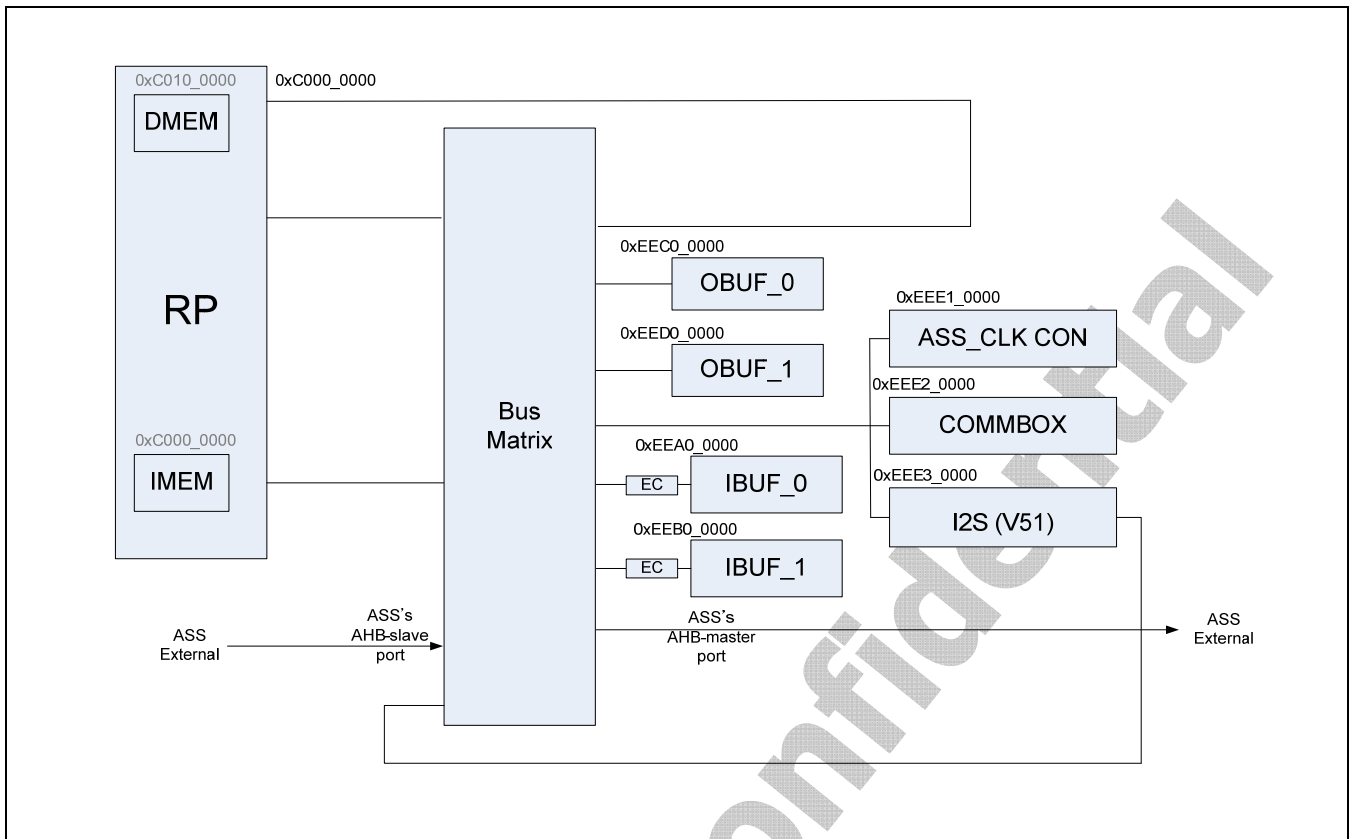 0xC010_0000
0xC000_0000
DMEM
RP
0xC000_0000
IMEM
Bus
Matrix
0xEEC0_0000
OBUF_0
0xEED0_0000
OBUF_1
0xEEE1_0000
ASS_CLK CON
0xEEE2_0000
COMMBOX
0xEEA0_0000
EC
IBUF_0
0xEEE3_0000
I2S (V51)
0xEEB0_0000
EC
IBUF_1
ASS
External
ASS's
AHB-slave
port
ASS's
AHB-master
port
ASS
External
onfidential